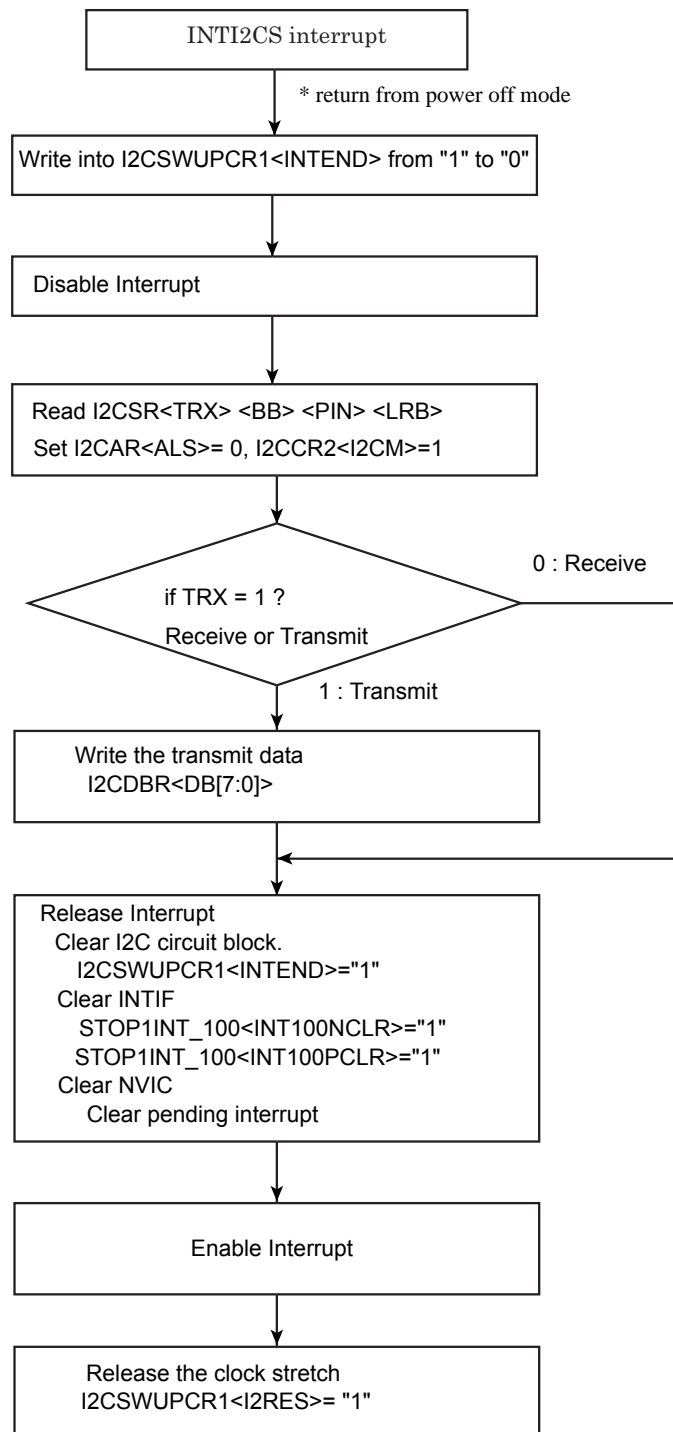 INTI2CS interrupt
* return from power off mode
Write into I2CSWUPCR1<INTEND> from "1" to "0"
Disable Interrupt
Read I2CSR<TRX> <BB> <PIN> <LRB>
Set I2CAR<ALS>= 0, I2CCR2<I2CM>=1
0 : Receive
if TRX = 1 ?
Receive or Transmit
1 : Transmit
Write the transmit data
I2CDBR<DB[7:0]>
Release Interrupt
Clear I2C circuit block.
I2CSWUPCR1<INTEND>="1"
Clear INTIF
STOP1INT_100<INT100NCLR>="1"
STOP1INT_100<INT100PCLR>="1"
Clear NVIC
Clear pending interrupt
Enable Interrupt
Release the clock stretch
I2CSWUPCR1<I2RES>= "1"